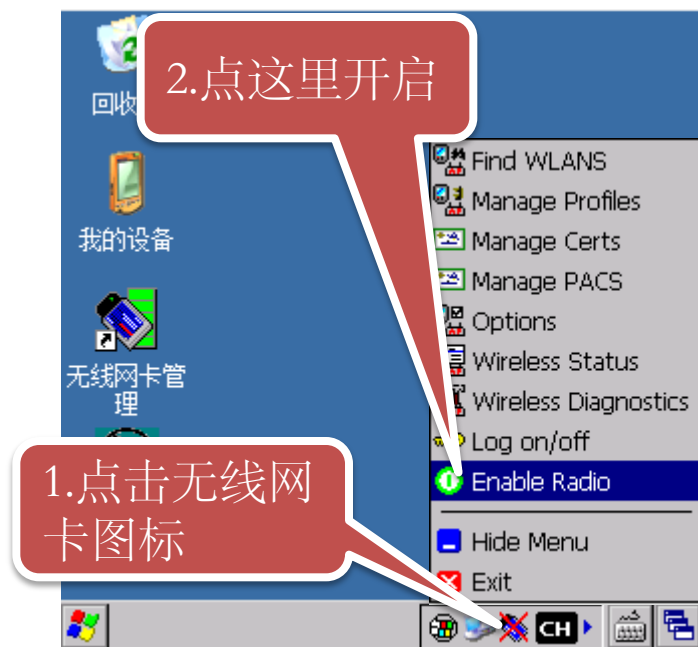 2.点这里开启
回收
我的设备
无线网卡管
理
1.点击无线网
卡图标
Find WLANS
Manage Profiles
Manage Certs
Manage PACS
Options
Wireless Status
Wireless Diagnostics
Log on/off
Enable Radio
Hide Menu
Exit
CH